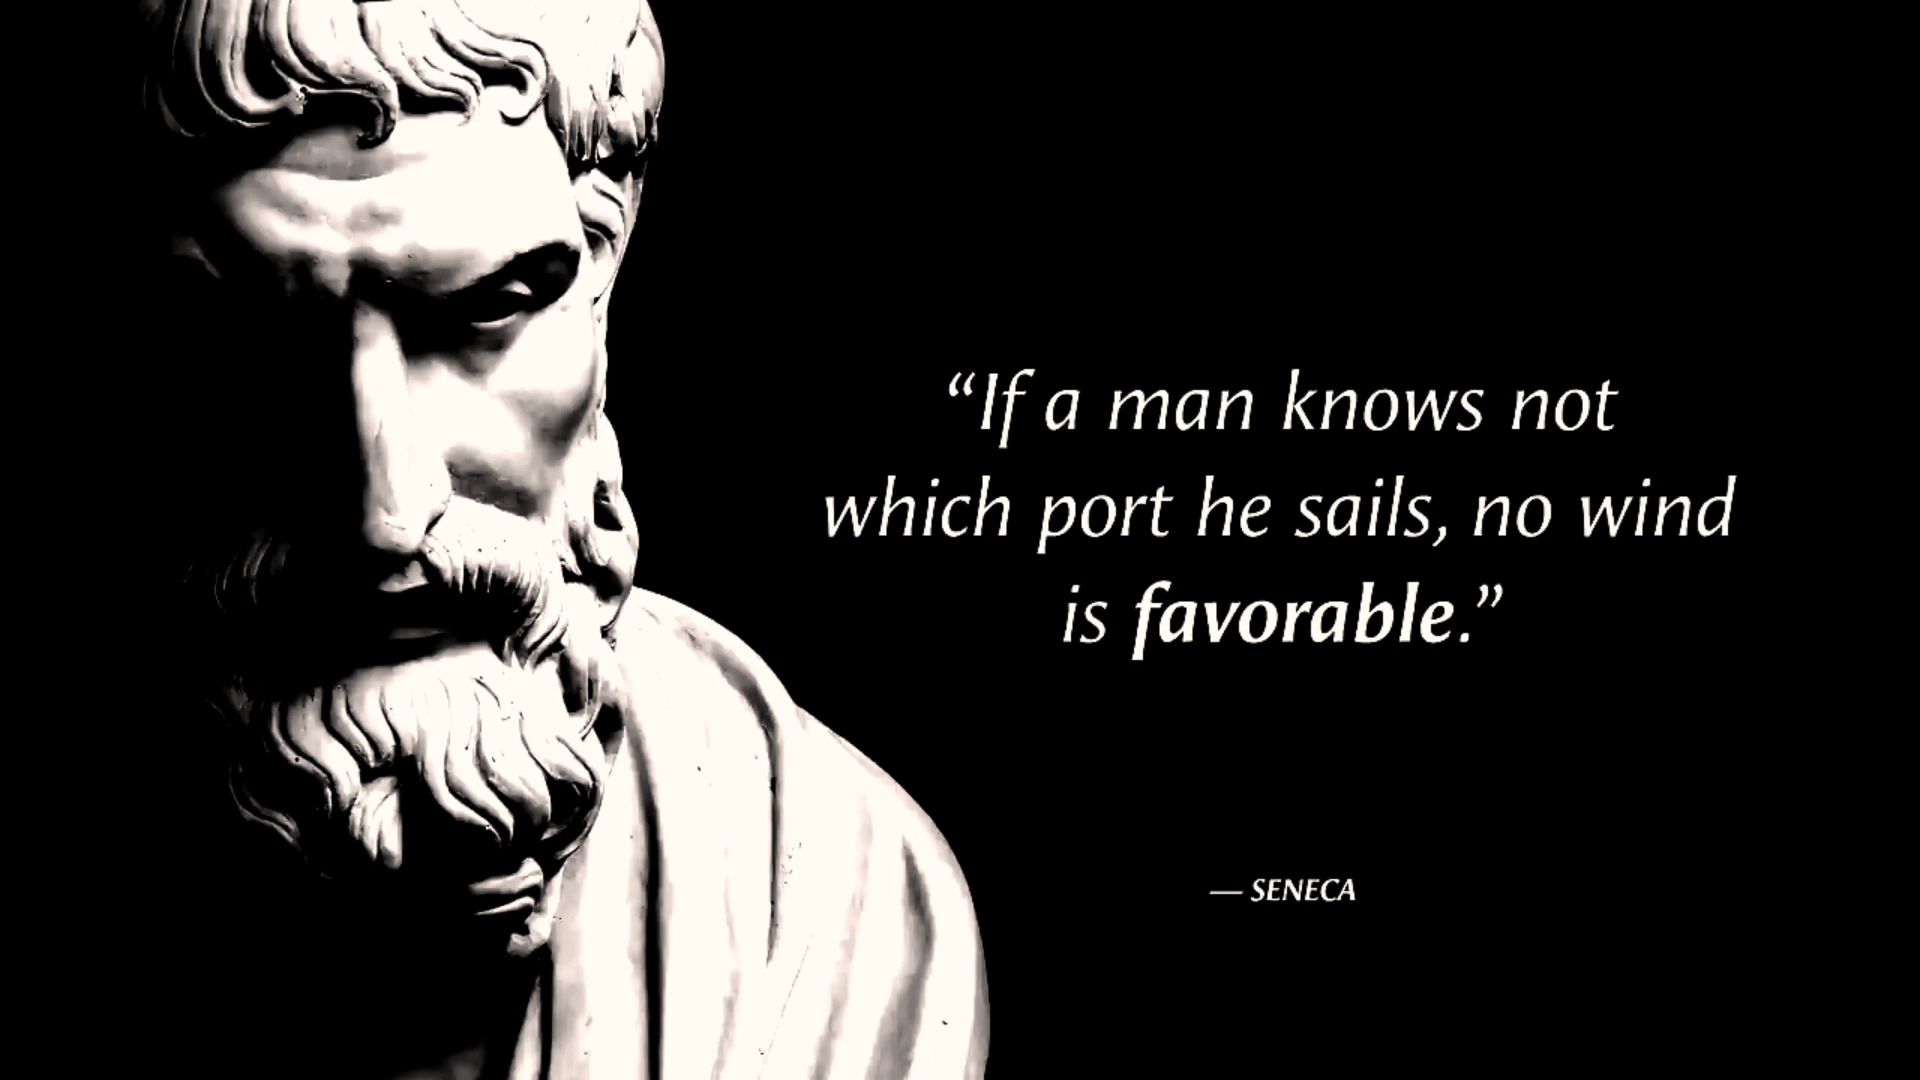 “If a man knows not
which port he sails, no wind
is favorable.”
— SENECA